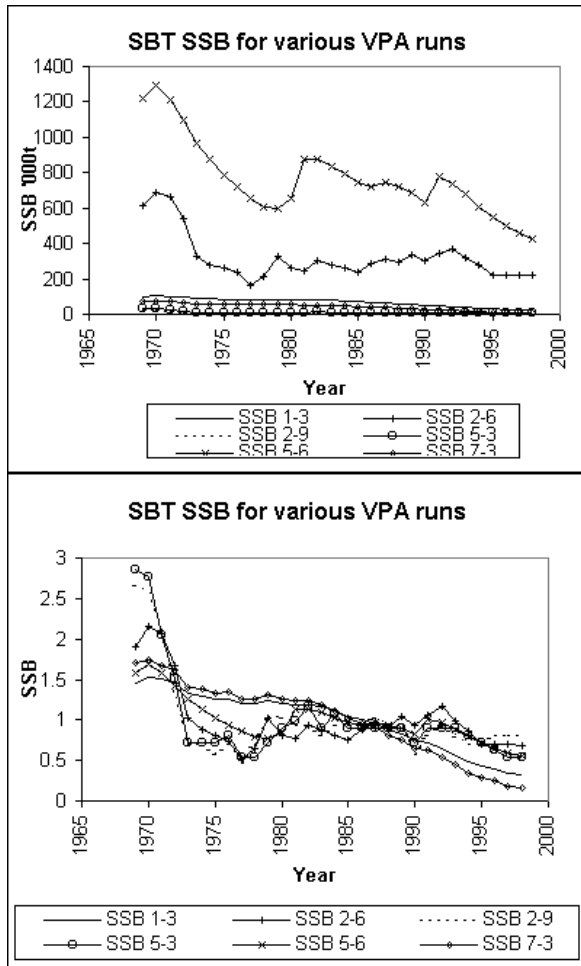 SBT SSB for various VPA runs
1400
1200
1000
800
600
400
200
0
SSB '000t
1965
1970
1975
1980
1985
1990
1995
2000
Year
SSB 1-3
SSB 2-6
SSB 2-9
SSB 5-3
SSB 5-6
SSB 7-3
SBT SSB for various VPA runs
3
2.5
2
1.5
1
0.5
0
SSB
1965
1970
1975
1980
1985
1990
1995
2000
Year
SSB 1-3
SSB 2-6
SSB 2-9
SSB 5-3
SSB 5-6
SSB 7-3